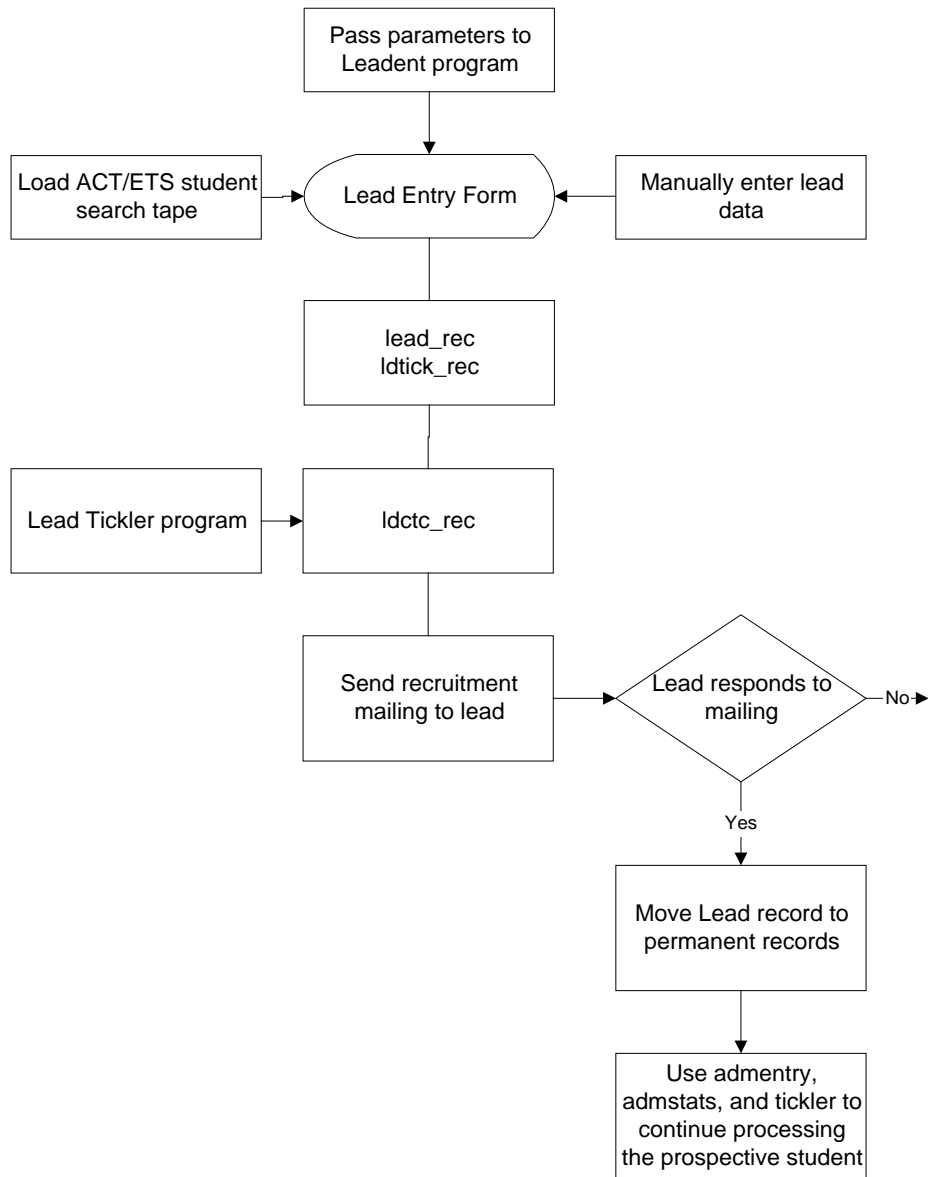 Pass parameters to
Leadent program
Load ACT/ETS student
search tape
Lead Entry Form
Manually enter lead
data
lead_rec
ldtick_rec
Lead Tickler program
ldctc_rec
Send recruitment
mailing to lead
Lead responds to
mailing
No
Yes
Move Lead record to
permanent records
Use admentry,
admstats, and tickler to
continue processing
the prospective student